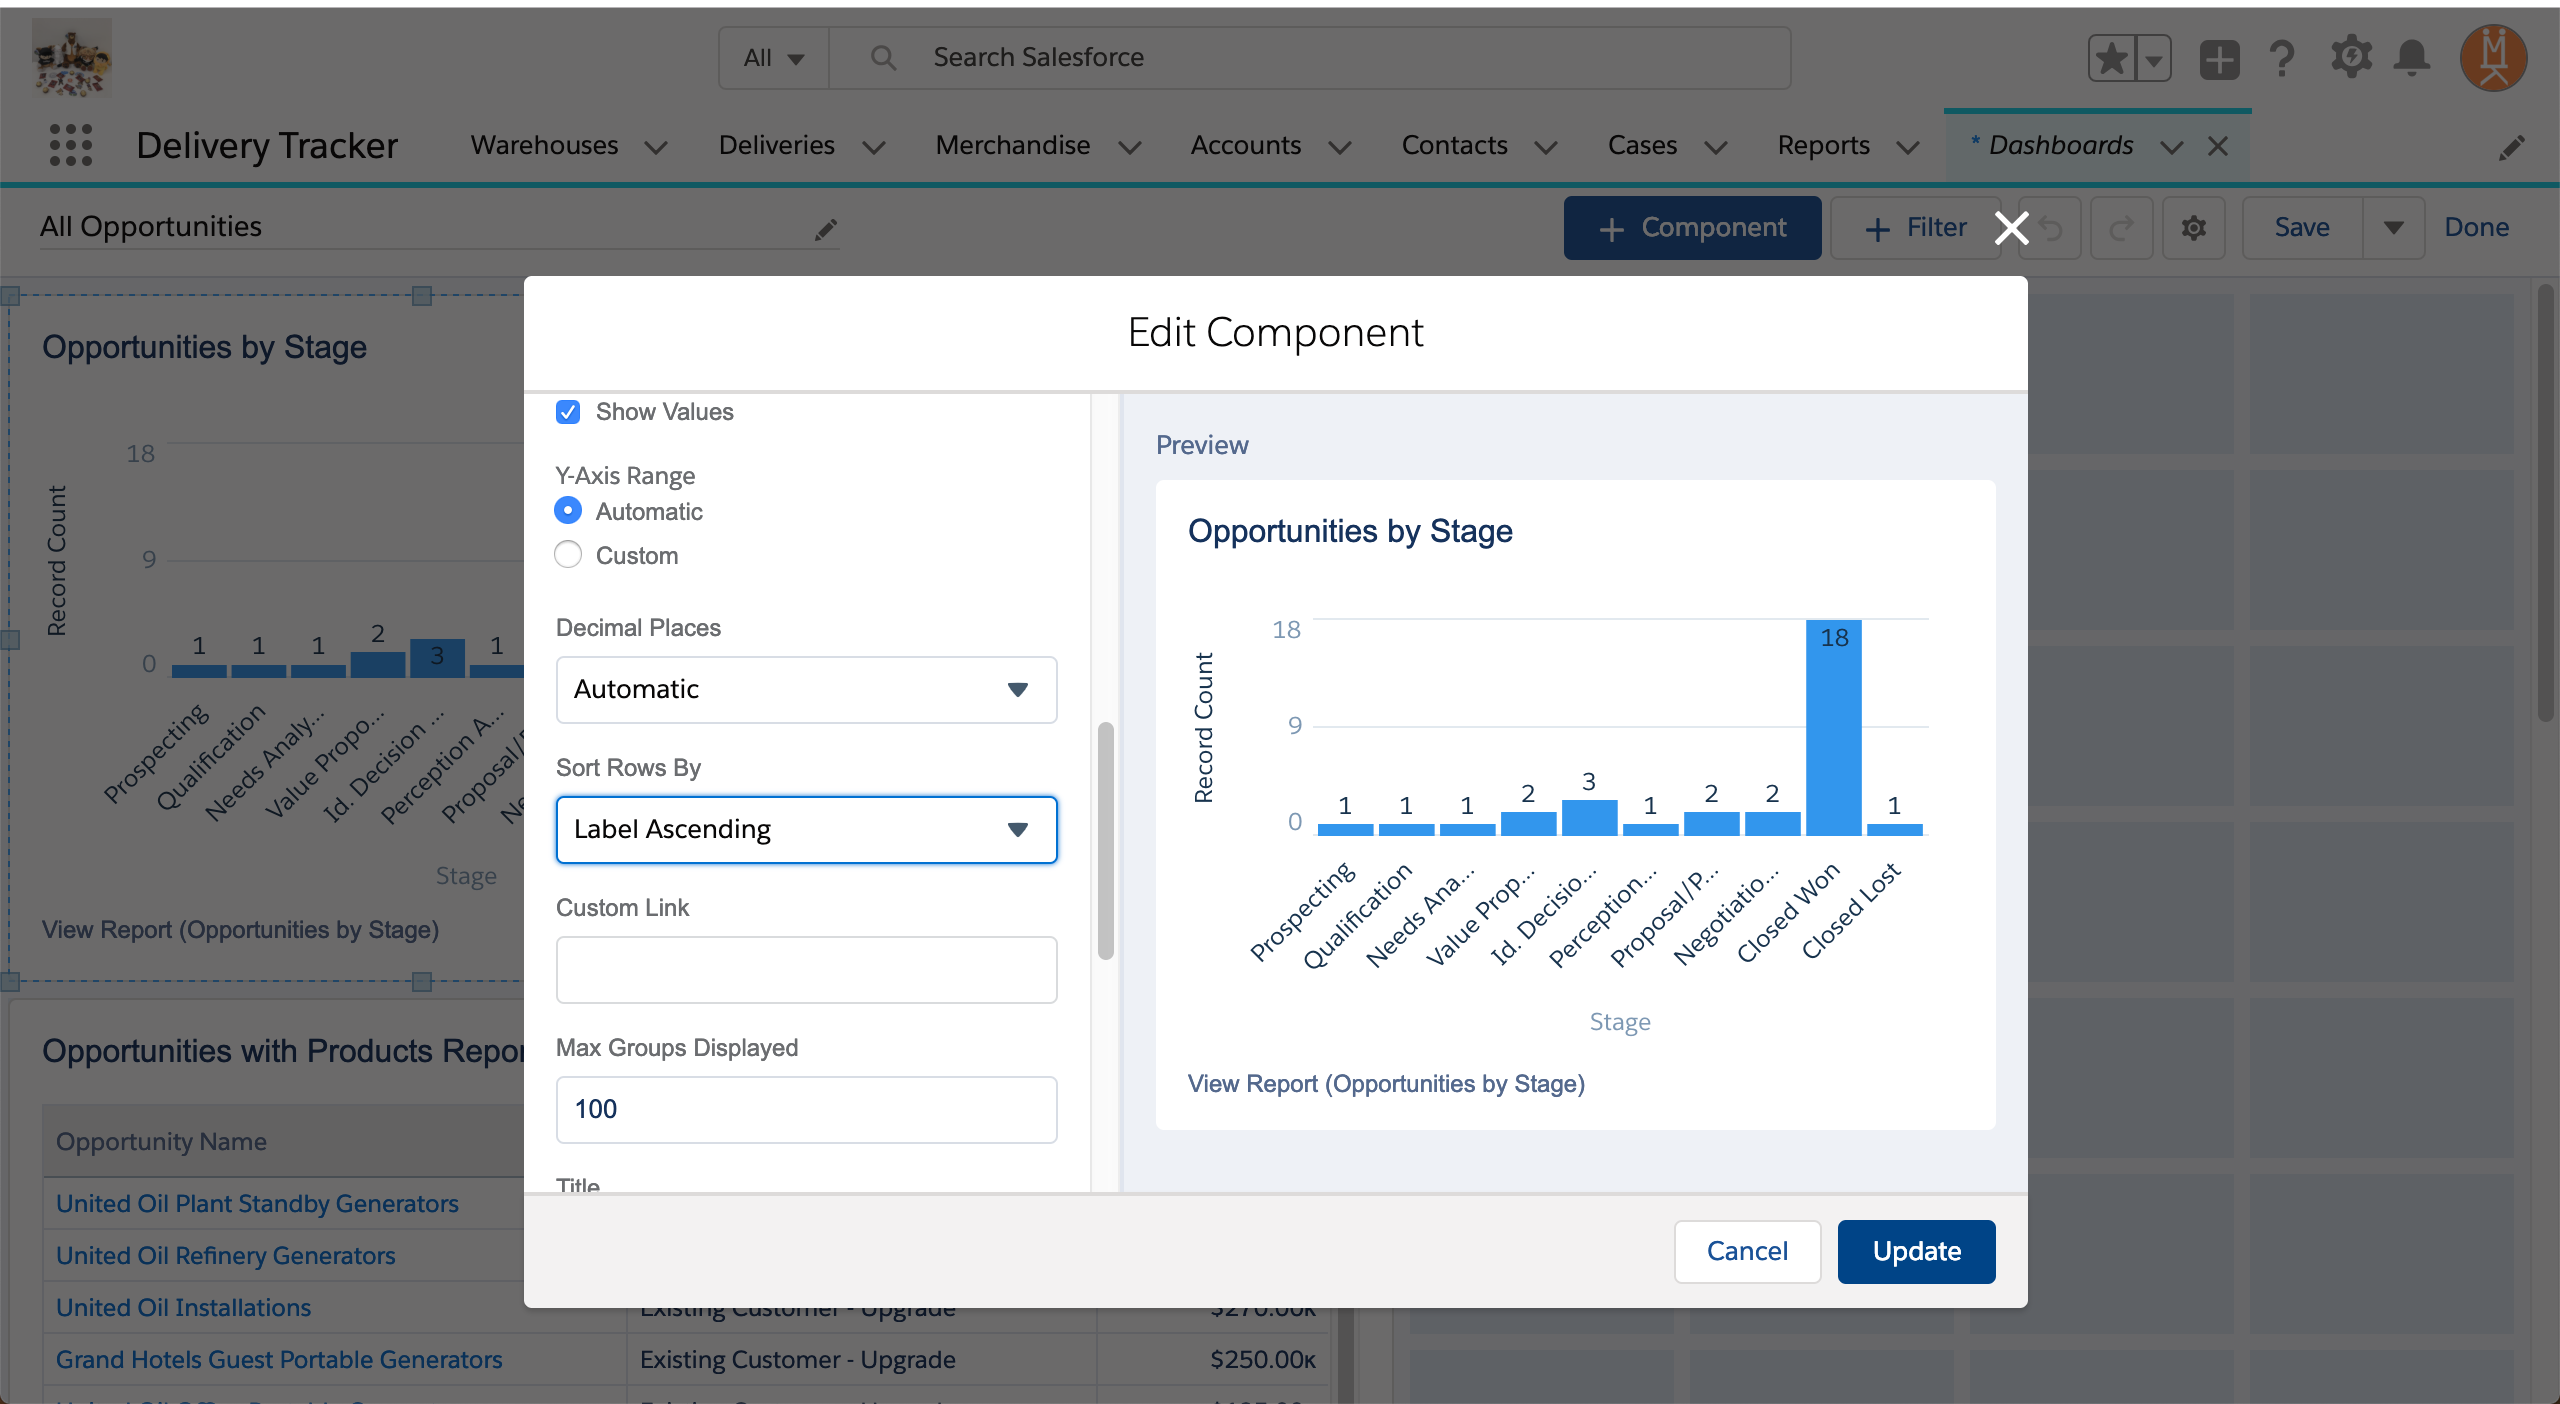 All
Search Salesforce
Delivery Tracker
Warehouses
Deliveries
Merchandise
Accounts
Contacts
Cases
Reports
* Dashboards
All Opportunities
+ Component
+ Filter
Save
Done
Opportunities by Stage
18
9
0
Record Count
1
1
1
2
3
1
Prospecting
Qualification
Needs Analy...
Value Propo...
Id. Decision ...
Perception A...
Stage
View Report (Opportunities by Stage)
Opportunities with Products
Opportunity Name
United Oil Plant Standby Generators
United Oil Refinery Generators
United Oil Installations
Existing Customer - Upgrade
$270.00K
Grand Hotels Guest Portable Generators
Existing Customer - Upgrade
$250.00K
Edit Component
Show Values
Y-Axis Range
Automatic
Custom
Decimal Places
Automatic
Sort Rows By
Label Ascending
Custom Link
Max Groups Displayed
100
Title
Preview
Opportunities by Stage
18
9
0
Record Count
1
1
1
2
3
1
2
2
18
1
Prospecting
Qualification
Needs Ana...
Value Prop...
Id. Decisio...
Perception...
Proposal/P...
Negotiatio...
Closed Won
Closed Lost
Stage
View Report (Opportunities by Stage)
Cancel
Update